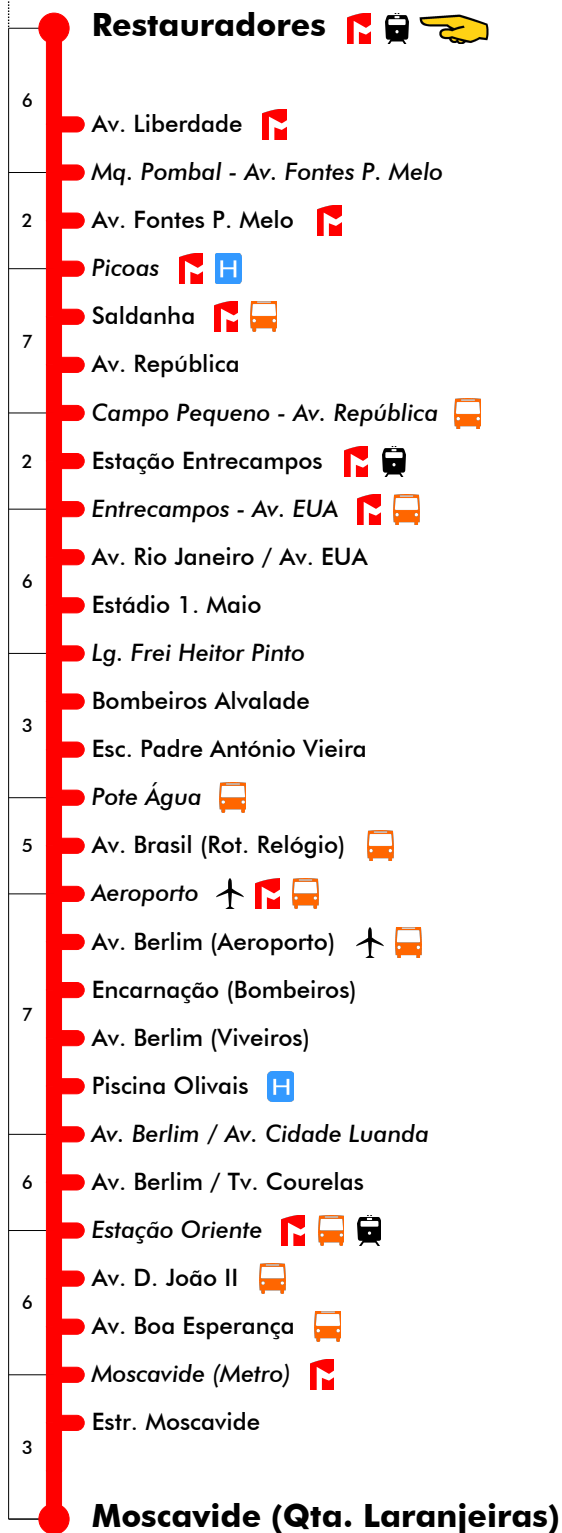 Restauradores
6
Av. Liberdade
Mq. Pombal - Av. Fontes P. Melo
2
Av. Fontes P. Melo
Picoas H
Saldanha
7
Av. República
Campo Pequeno - Av. República
2
Estação Entrecampos
Entrecampos - Av. EUA
Av. Rio Janeiro / Av. EUA
6
Estádio 1. Maio
Lg. Frei Heitor Pinto
Bombeiros Alvalade
3
Esc. Padre António Vieira
Pote Água
5
Av. Brasil (Rot. Relógio)
Aeroporto
Av. Berlim (Aeroporto)
Encarnação (Bombeiros)
7
Av. Berlim (Viveiros)
Piscina Olivais H
Av. Berlim / Av. Cidade Luanda
6
Av. Berlim / Tv. Courelas
Estação Oriente
Av. D. João II
6
Av. Boa Esperança
Moscavide (Metro)
Estr. Moscavide
3
Moscavide (Qta. Laranjeiras)